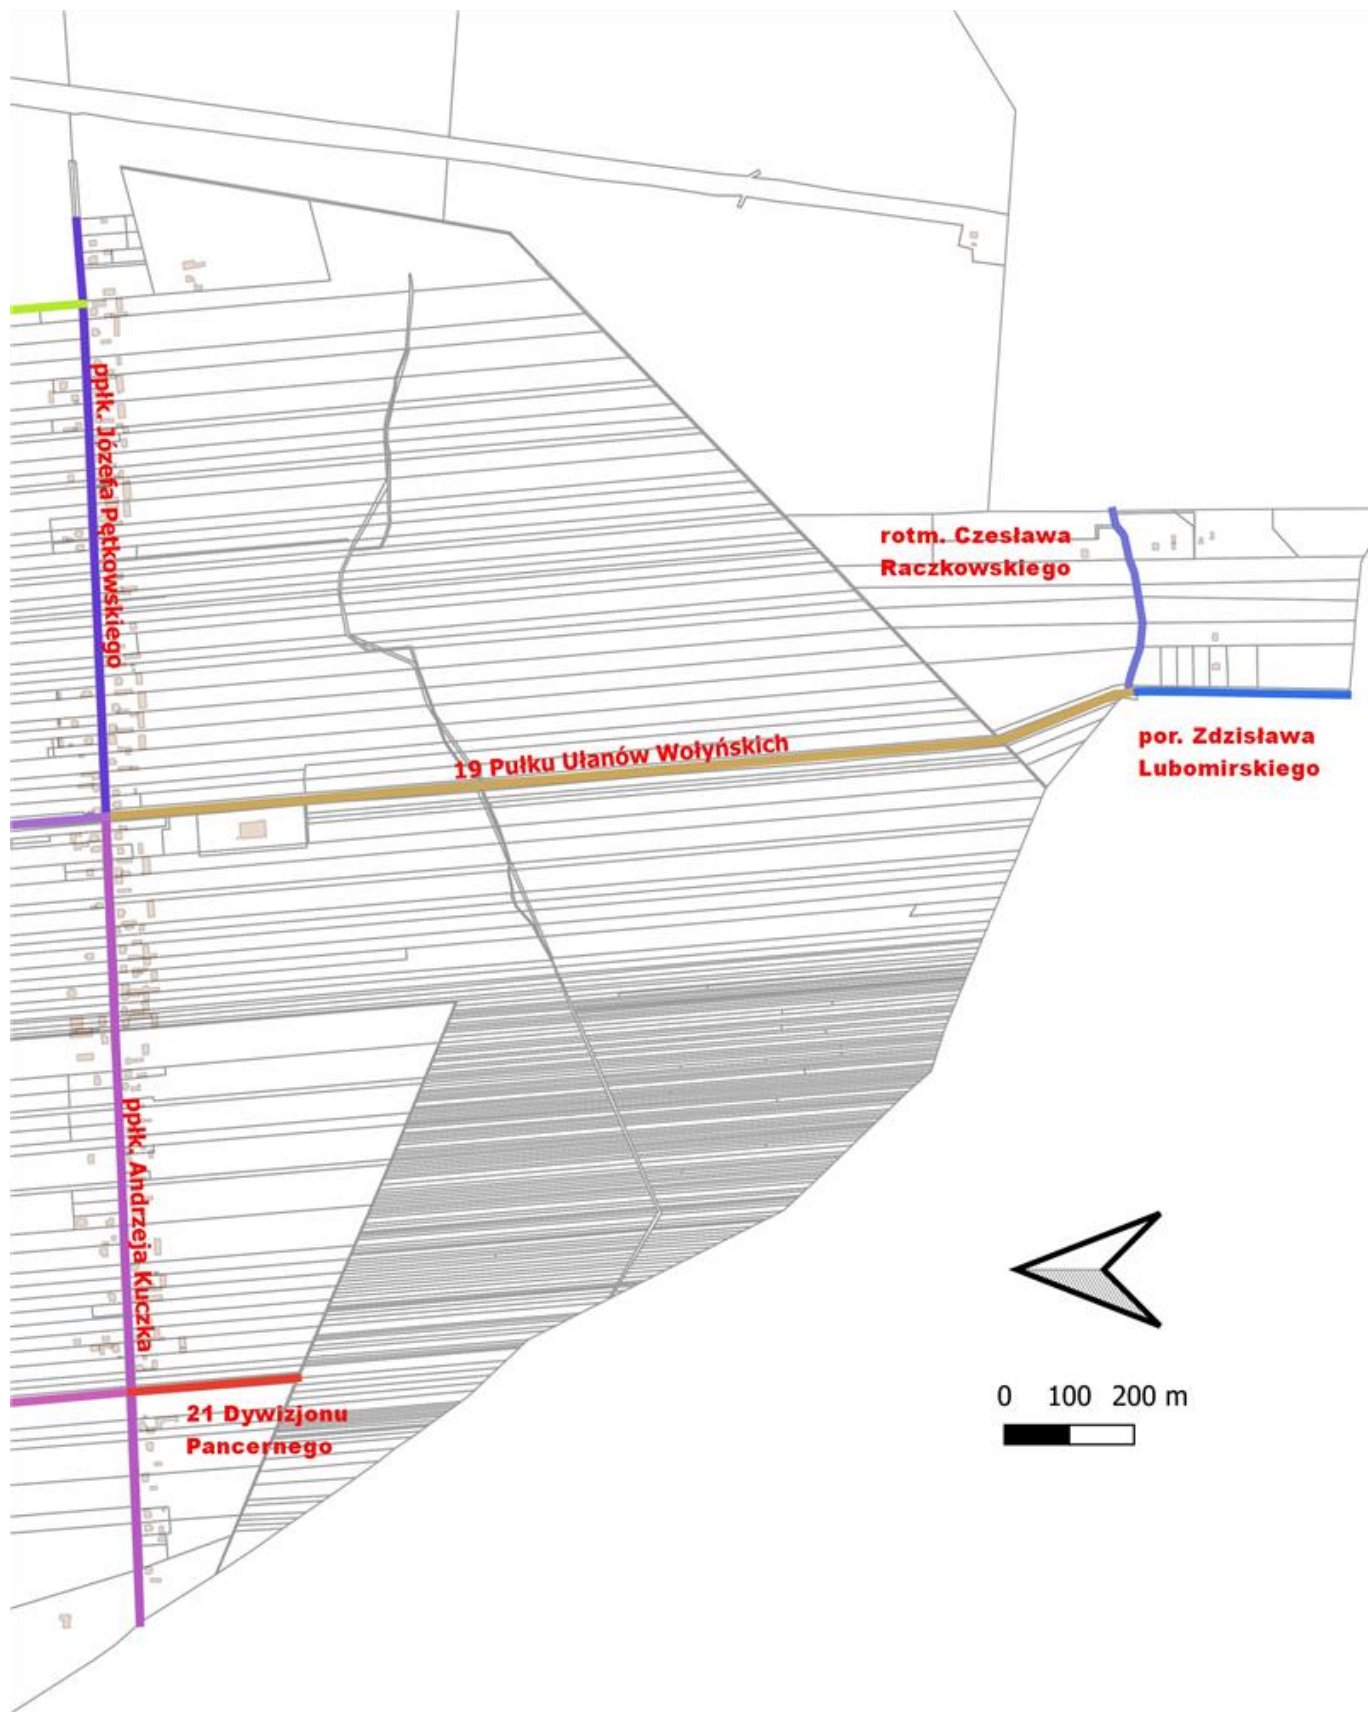 ppłk. Józefa Pętkowskiego
rotm. Czesława
Raczkowskiego
19 Pułku Ułanów Wołyńskich
por. Zdzisława
Lubomirskiego
ppłk. Andrzeja Kuczka
21 Dywizjonu
Pancernego
0 100 200 m